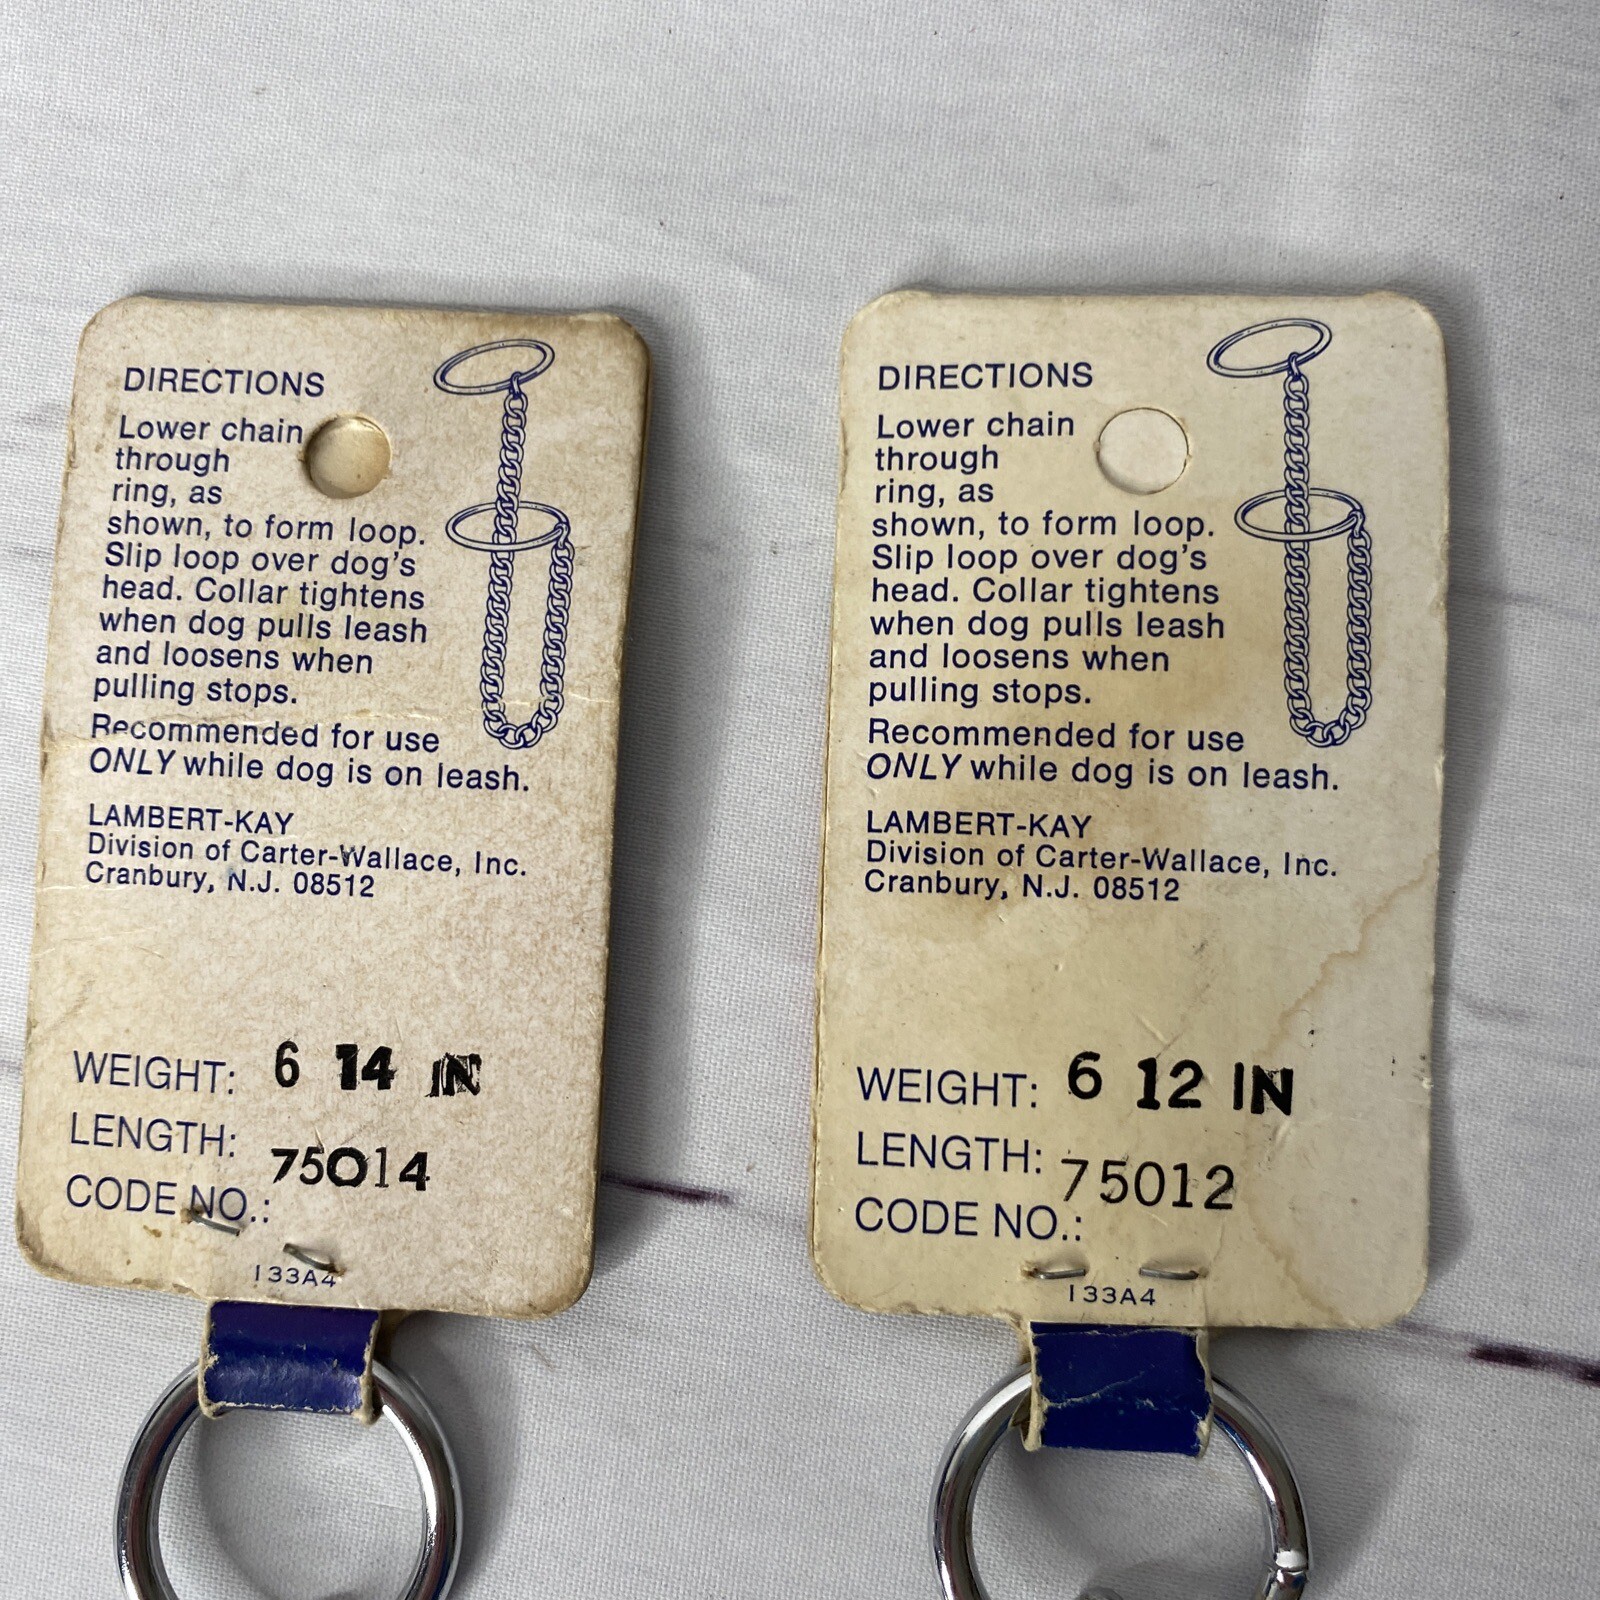 DIRECTIONS
Lower chain
through
ring, as
shown, to form loop.
Slip loop over dog's
head. Collar tightens
when dog pulls leash
and loosens when
pulling stops.
Recommended for use
ONLY while dog is on leash.
LAMBERT-KAY
Division of Carter-Wallace, Inc.
Cranbury, N.J. 08512
WEIGHT: 6 14 IN
LENGTH:
75014
CODE NO.:
133A4
DIRECTIONS
Lower chain
through
ring, as
shown, to form loop.
Slip loop over dog's
head. Collar tightens
when dog pulls leash
and loosens when
pulling stops.
Recommended for use
ONLY while dog is on leash.
LAMBERT-KAY
Division of Carter-Wallace, Inc.
Cranbury, N.J. 08512
WEIGHT: 6 12 IN
LENGTH:
75012
CODE NO.:
133A4